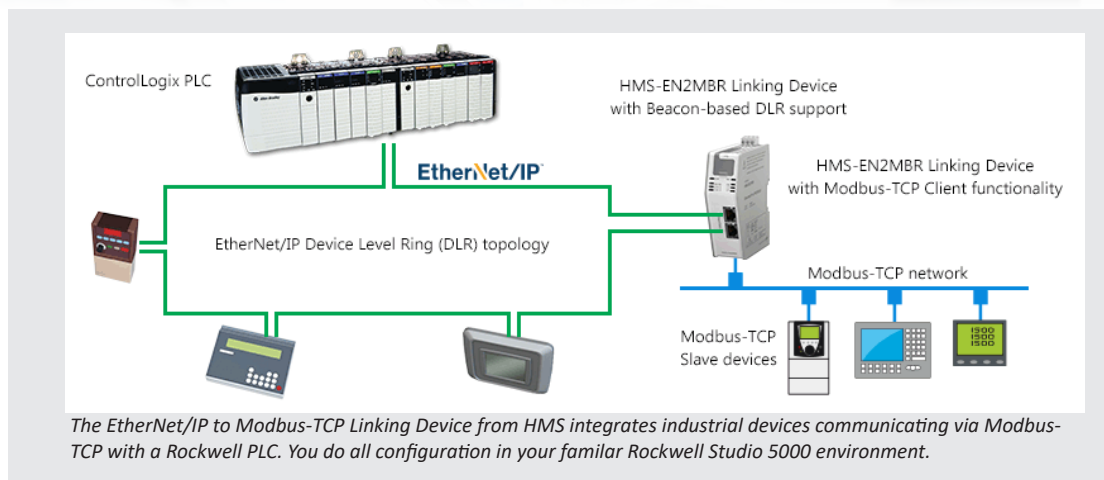 ControlLogix PLC
HMS-EN2MBR Linking Device
with Beacon-based DLR support
EtherNet/IP
HMS-EN2MBR Linking Device
with Modbus-TCP Client functionality
EtherNet/IP Device Level Ring (DLR) topology
Modbus-TCP network
Modbus-TCP
Slave devices
1500
1500
1500
The EtherNet/IP to Modbus-TCP Linking Device from HMS integrates industrial devices communicating via Modbus-
TCP with a Rockwell PLC. You do all configuration in your familar Rockwell Studio 5000 environment.